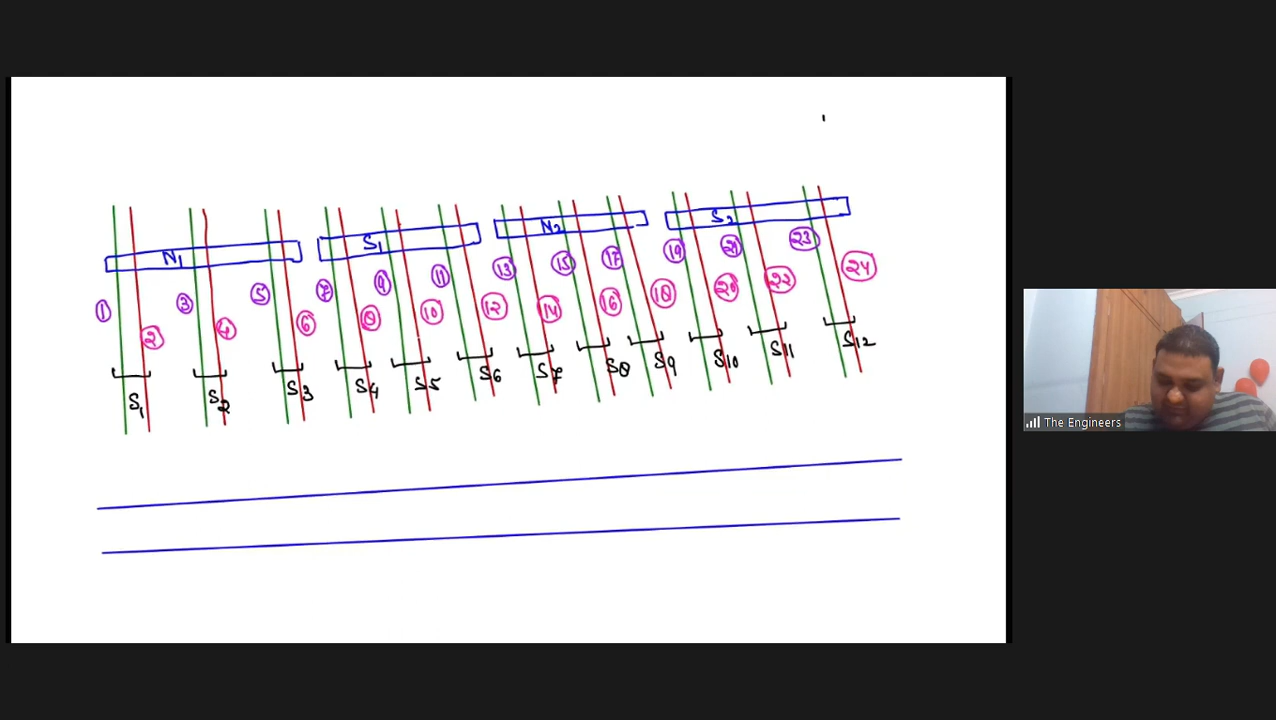 N1 S1 N2 S2
1 3 5 7 9 11 13 15 17 19 21 23
2 4 6 8 10 12 14 16 18 20 22 24
S1 S2 S3 S4 S5 S6 S7 S8 S9 S10 S11 S12
The Engineers